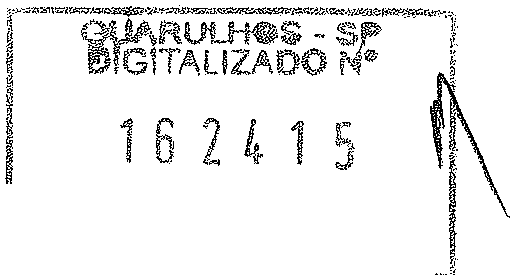 GUARULHOS - SP
DIGITALIZADO Nº
162415